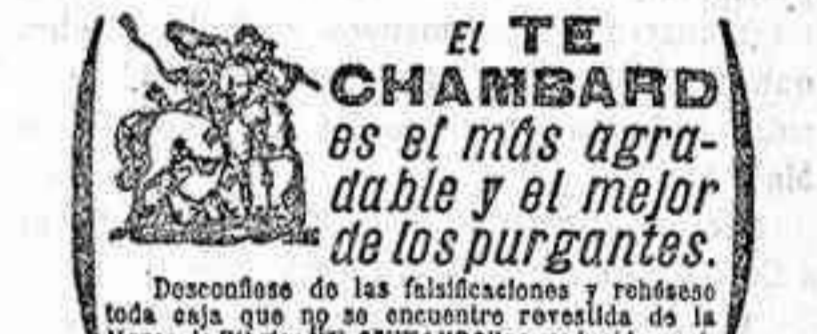 El TE
CHAMBARD
es el más agra-
dable y el mejor
de los purgantes.
Desconfiese de las falsificaciones y rehúsese
toda caja que no se encuentre revestida de la